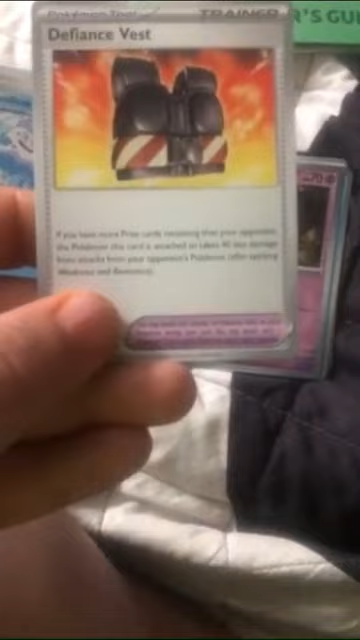 Pokémon Tool TRAINER
R'S GUI
Defiance Vest
70
If you have more Prize cards remaining than your opponent,
the Pokémon this card is attached to takes 40 less damage
from attacks from your opponent's Pokémon (after applying
Weakness and Resistance).